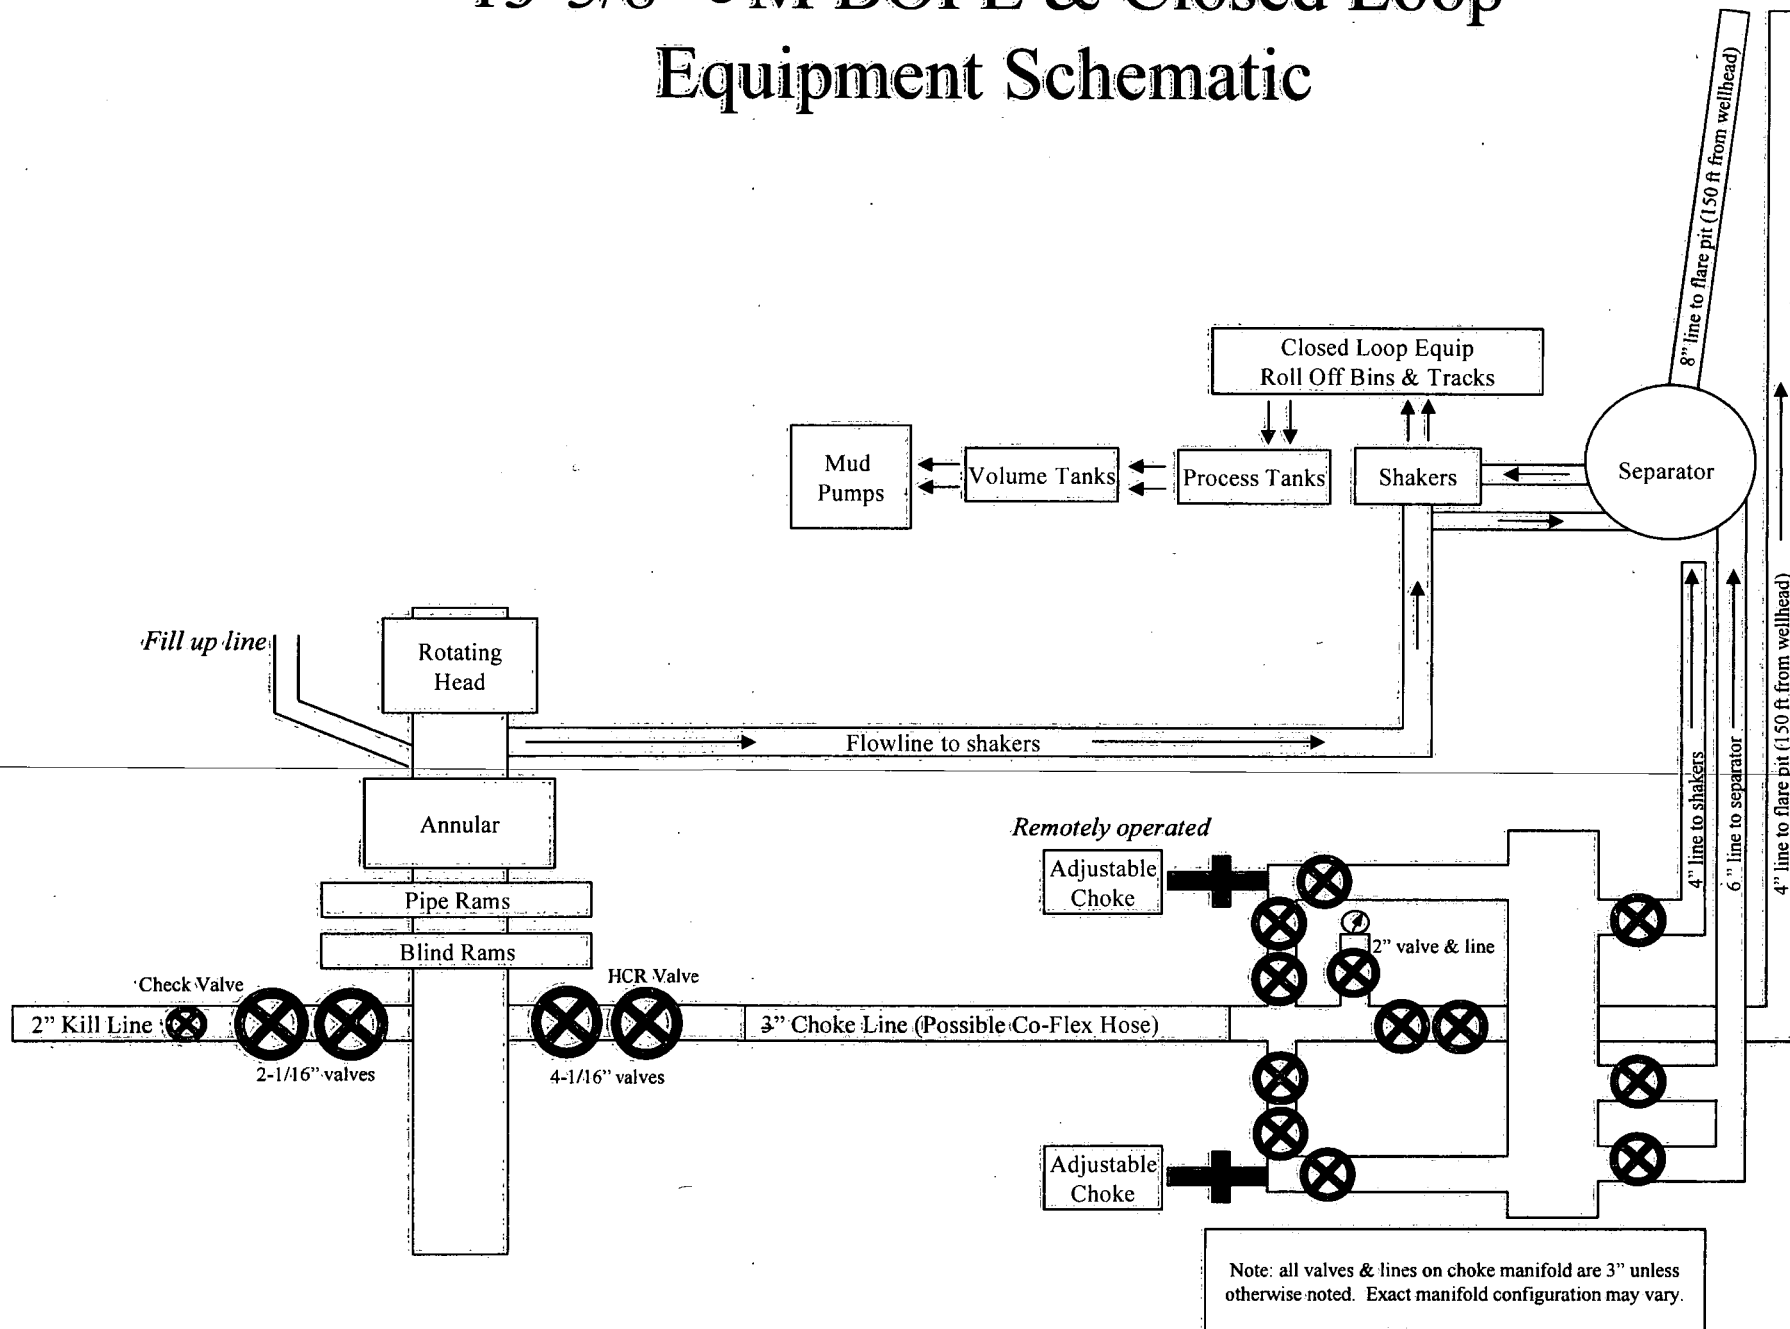 BOPE & Closed Loop
Equipment Schematic
8" line to flare pit (150 ft from wellhead)
Closed Loop Equip
Roll Off Bins & Tracks
Mud
Pumps
Volume Tanks
Process Tanks
Shakers
Separator
Fill up line
Rotating
Head
Flowline to shakers
4" line to shakers
6" line to separator
4" line to flare pit (150 ft from wellhead)
Annular
Remotely operated
Adjustable
Choke
Pipe Rams
Blind Rams
2" valve & line
Check Valve
HCR Valve
2" Kill Line
3" Choke Line (Possible Co-Flex Hose)
2-1/16" valves
4-1/16" valves
Adjustable
Choke
Note: all valves & lines on choke manifold are 3" unless
otherwise noted. Exact manifold configuration may vary.